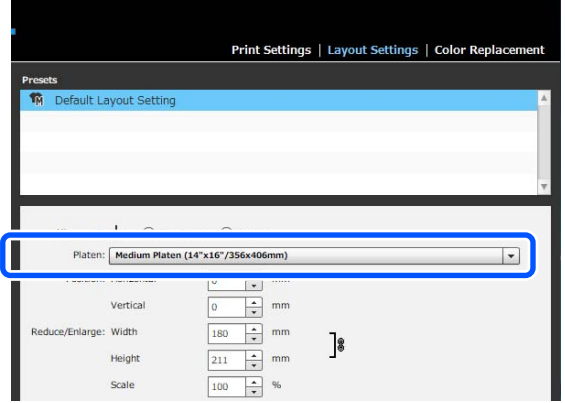 Print Settings | Layout Settings | Color Replacement
Presets
M Default Layout Setting
Platen: Medium Platen (14"x16"/356x406mm)
0
Vertical 0 mm
Reduce/Enlarge: Width 180 mm
Height 211 mm
Scale 100 %